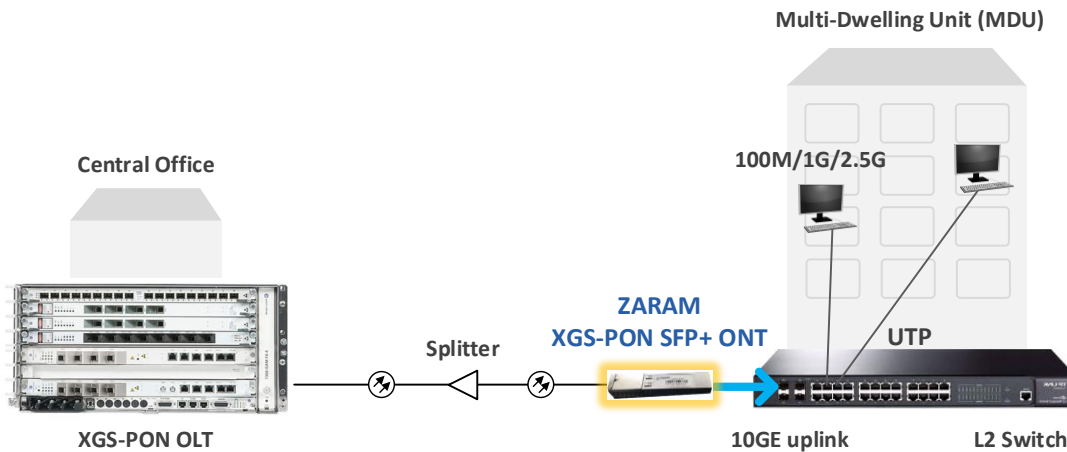 Multi-Dwelling Unit (MDU)
Central Office
100M/1G/2.5G
ZARAM
XGS-PON SFP+ ONT
Splitter
UTP
XGS-PON OLT
10GE uplink
L2 Switch